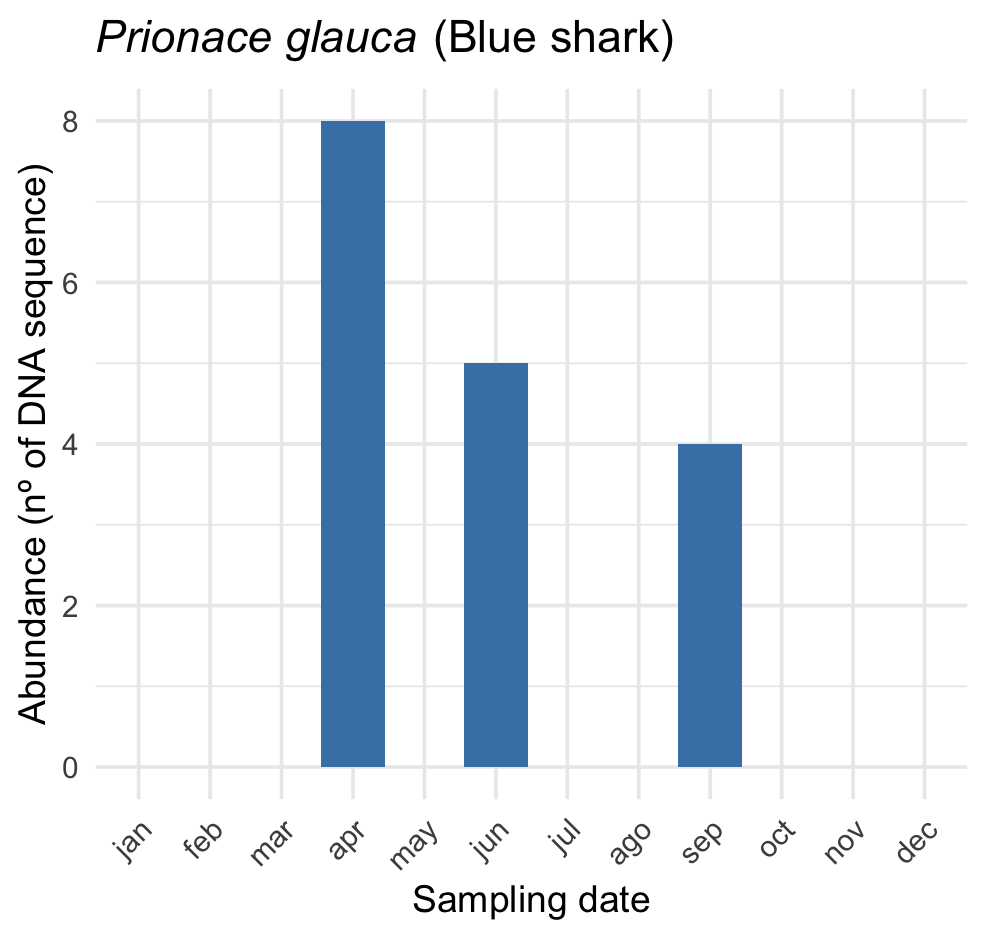 Prionace glauca (Blue shark)
Abundance (nº of DNA sequence)
8
6
4
2
0
jan feb mar apr may jun jul ago sep oct nov dec
Sampling date